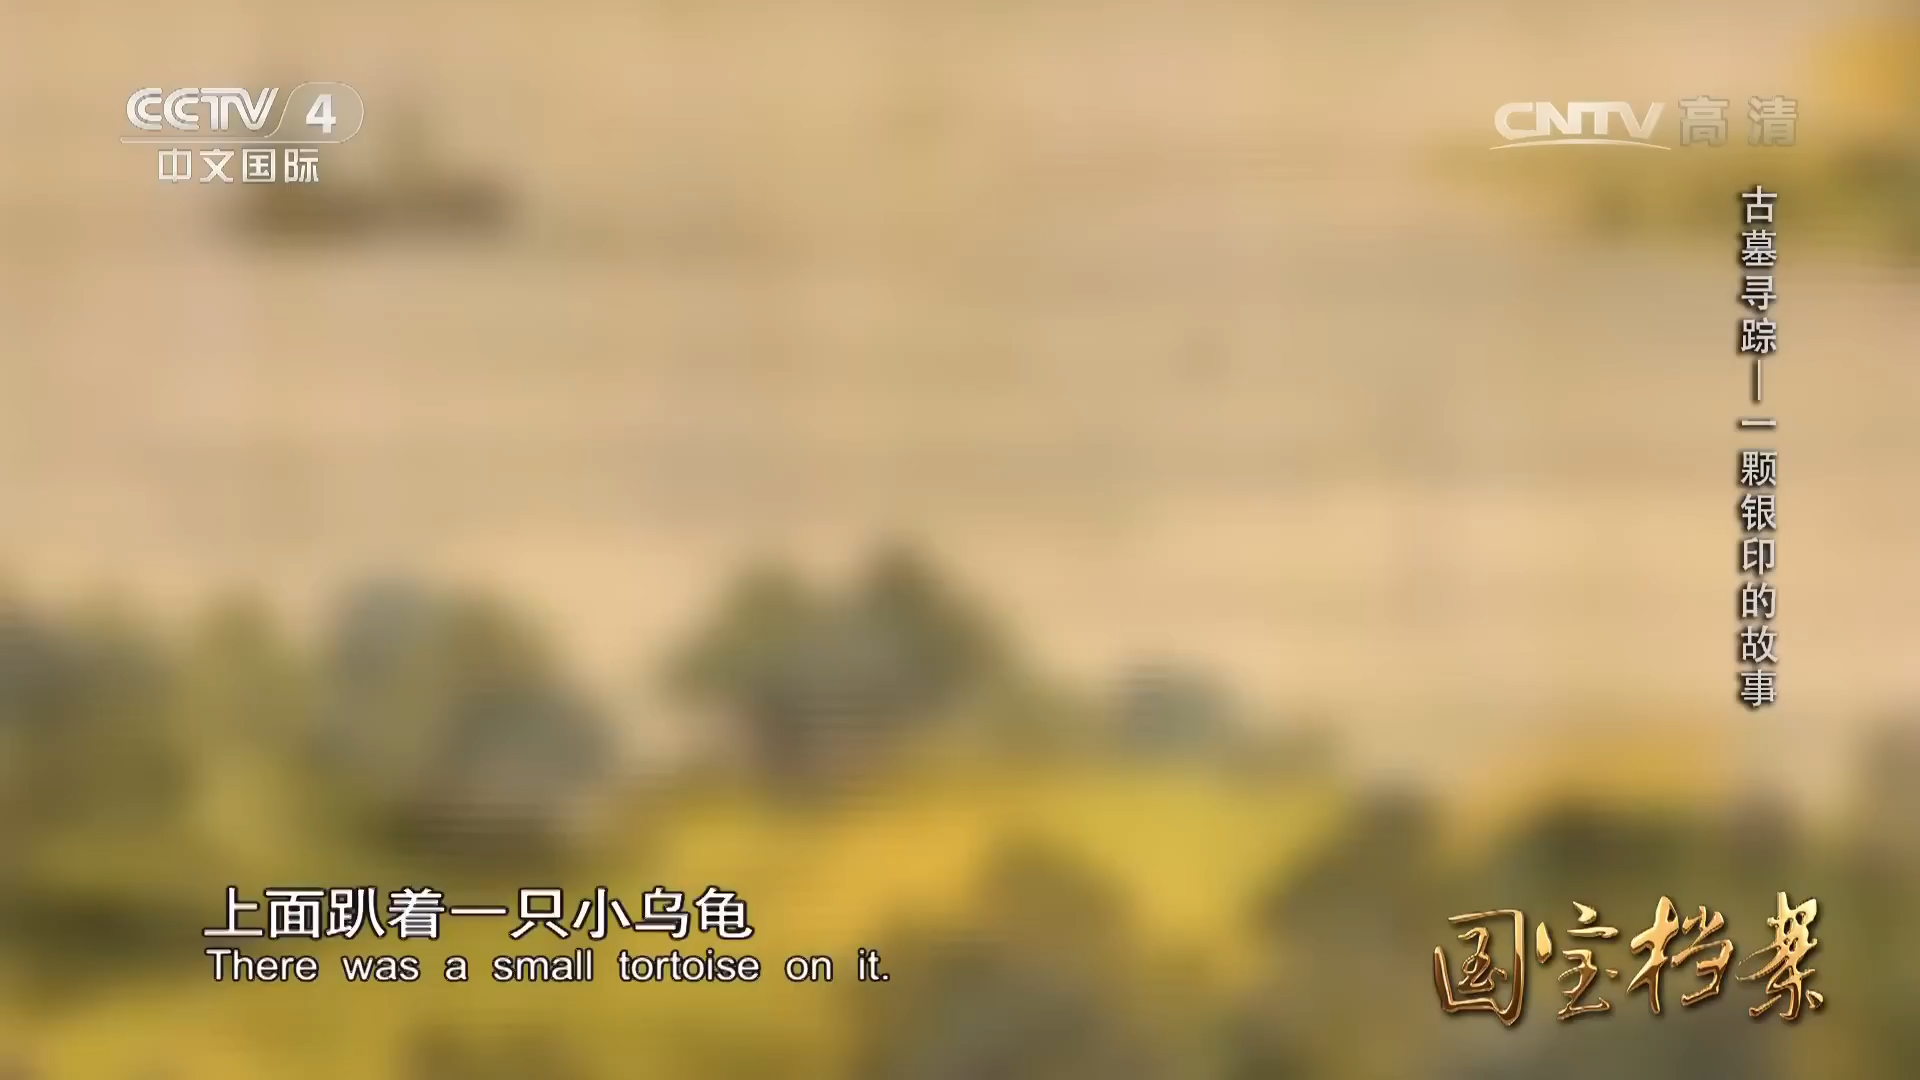 CCTV 4
中文国际
CNTV 高清
古墓寻踪—一颗银印的故事
上面趴着一只小乌龟
There was a small tortoise on it.
国宝档案